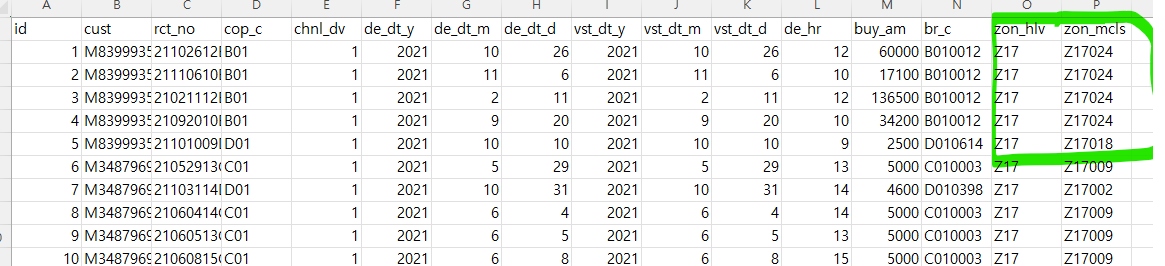 A B C D E F G H I J K L M N O P
id cust rct_no cop_c chnl_dv de_dt_y de_dt_m de_dt_d vst_dt_y vst_dt_m vst_dt_d de_hr buy_am br_c zon_hlv zon_mcls
1 M8399935 21102612 B01 1 2021 10 26 2021 10 26 12 60000 B010012 Z17 Z17024
2 M8399935 21110610 B01 1 2021 11 6 2021 11 6 10 17100 B010012 Z17 Z17024
3 M8399935 21021112 B01 1 2021 2 11 2021 2 11 12 136500 B010012 Z17 Z17024
4 M8399935 21092010 B01 1 2021 9 20 2021 9 20 10 34200 B010012 Z17 Z17024
5 M8399935 21101009 D01 1 2021 10 10 2021 10 10 9 2500 D010614 Z17 Z17018
6 M3487969 21052913 C01 1 2021 5 29 2021 5 29 13 5000 C010003 Z17 Z17009
7 M3487969 21103114 D01 1 2021 10 31 2021 10 31 14 4600 D010398 Z17 Z17002
8 M3487969 21060414 C01 1 2021 6 4 2021 6 4 14 5000 C010003 Z17 Z17009
9 M3487969 21060513 C01 1 2021 6 5 2021 6 5 13 5000 C010003 Z17 Z17009
10 M3487969 21060815 C01 1 2021 6 8 2021 6 8 15 5000 C010003 Z17 Z17009